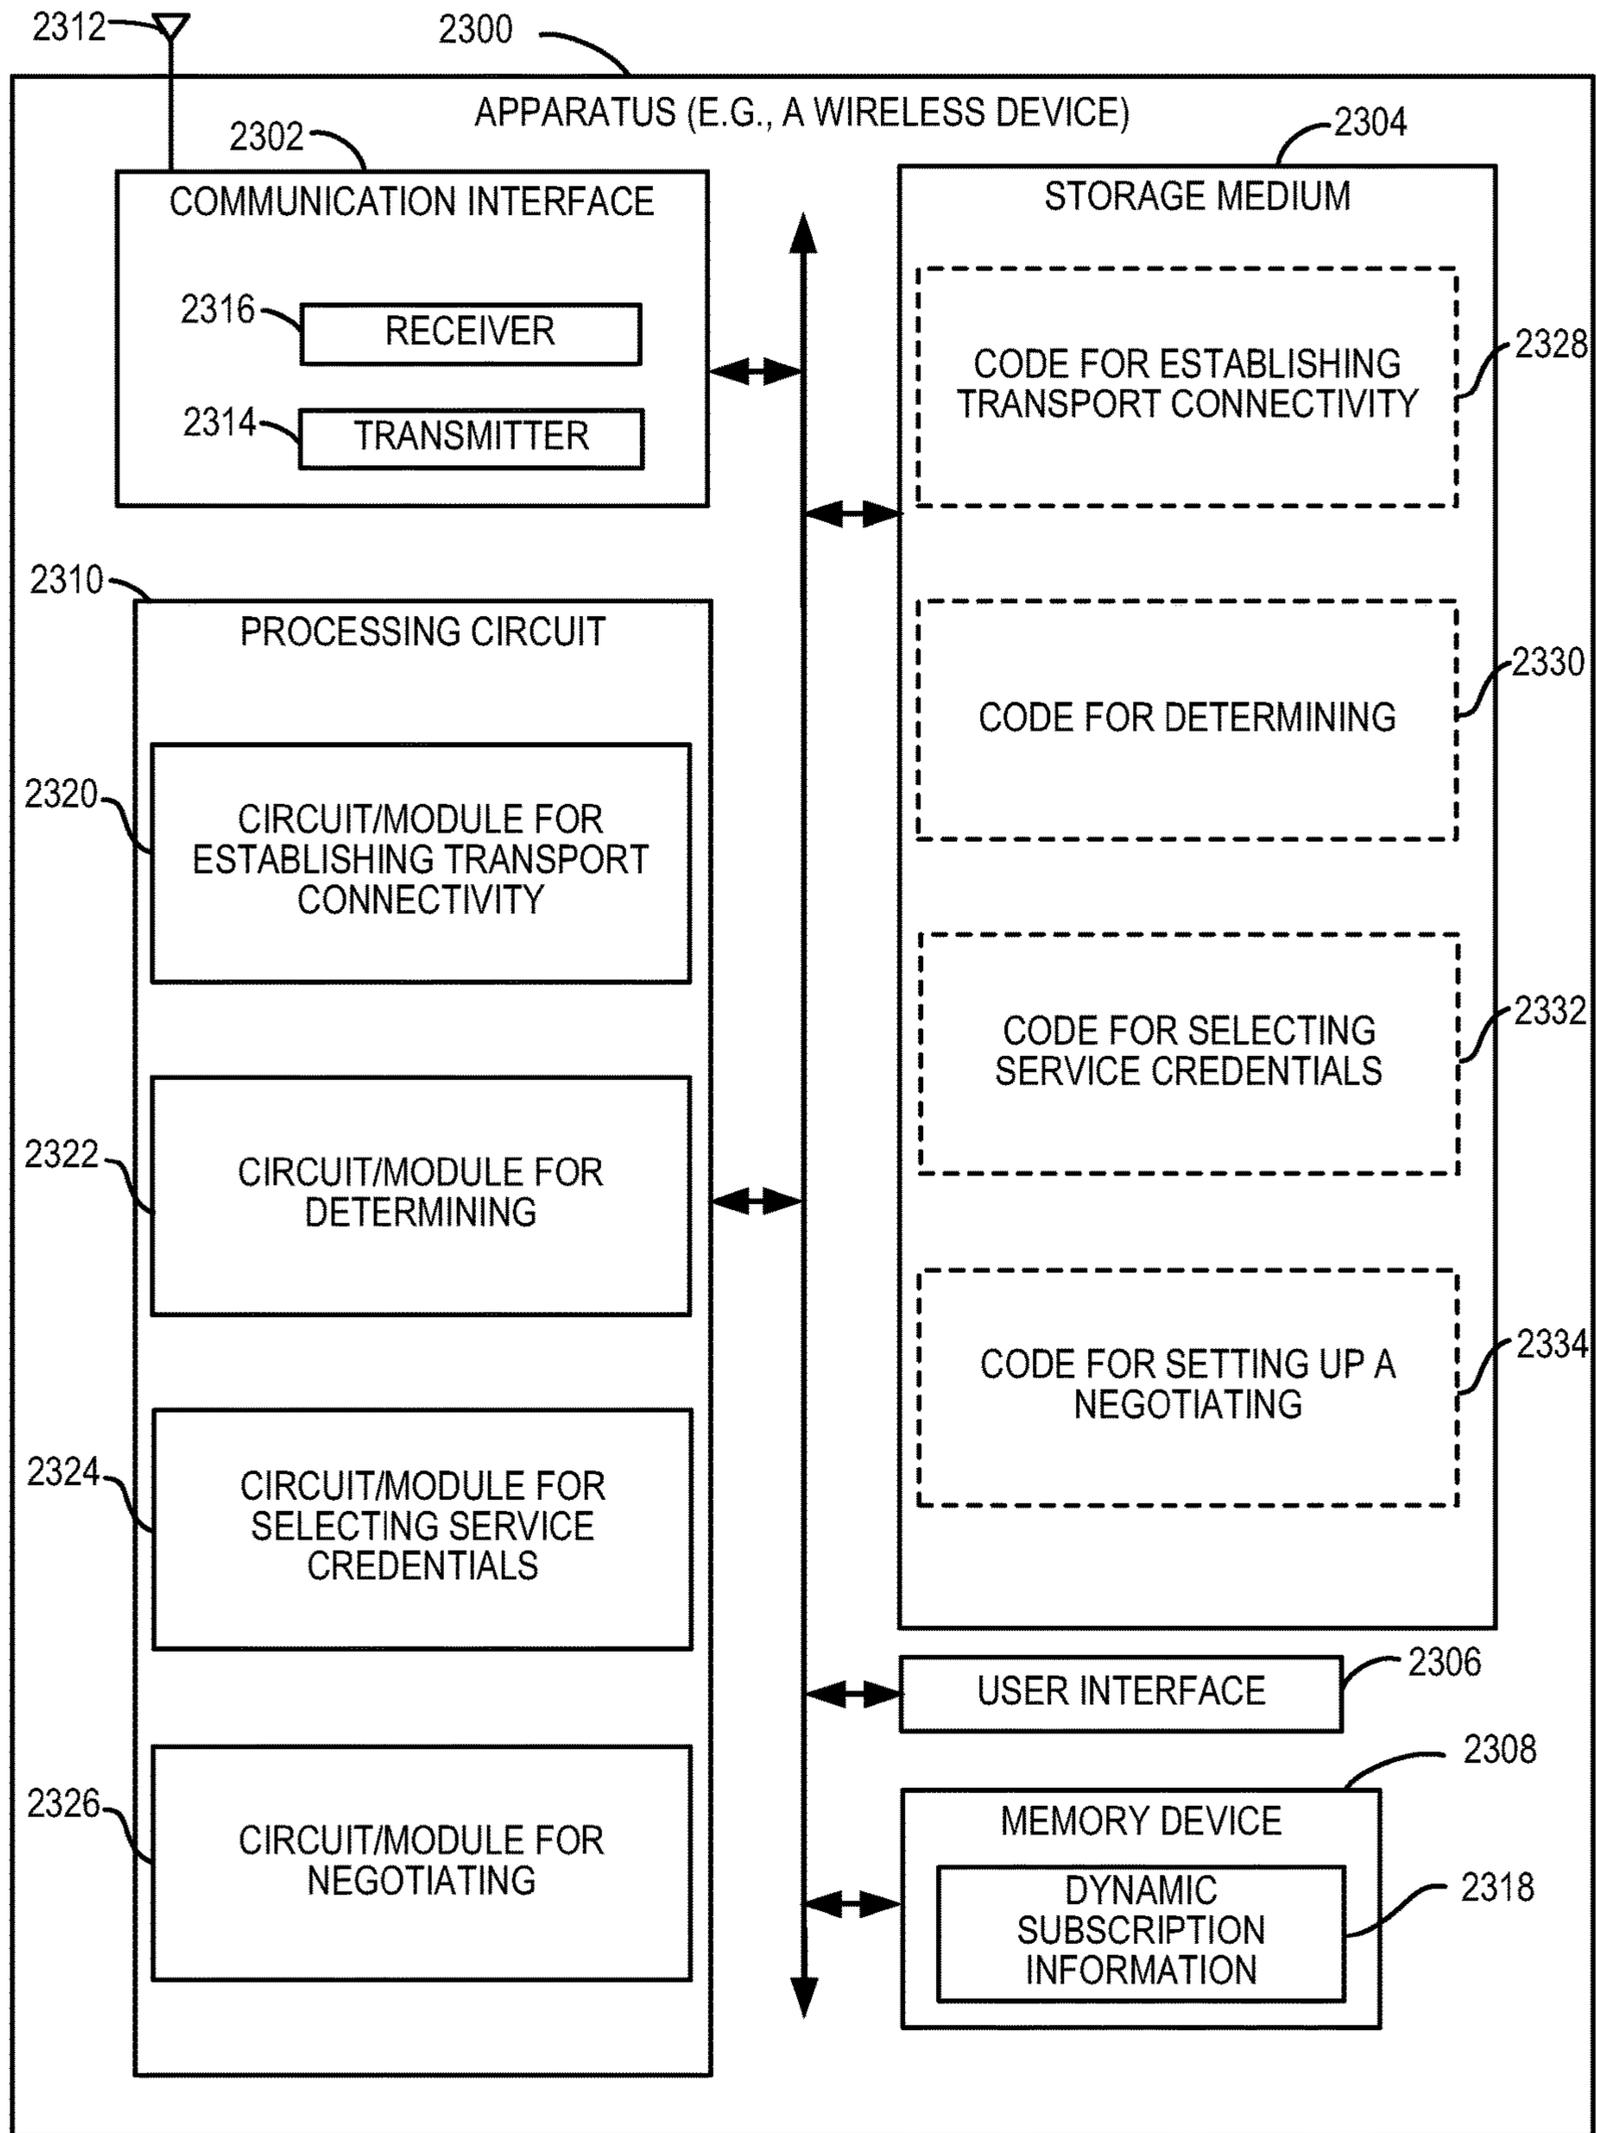 2312
2300
APPARATUS (E.G., A WIRELESS DEVICE)
2302
COMMUNICATION INTERFACE
2316
RECEIVER
2314
TRANSMITTER
2310
PROCESSING CIRCUIT
2320
CIRCUIT/MODULE FOR
ESTABLISHING TRANSPORT
CONNECTIVITY
2322
CIRCUIT/MODULE FOR
DETERMINING
2324
CIRCUIT/MODULE FOR
SELECTING SERVICE
CREDENTIALS
2326
CIRCUIT/MODULE FOR
NEGOTIATING
2304
STORAGE MEDIUM
CODE FOR ESTABLISHING
TRANSPORT CONNECTIVITY
2328
CODE FOR DETERMINING
2330
CODE FOR SELECTING
SERVICE CREDENTIALS
2332
CODE FOR SETTING UP A
NEGOTIATING
2334
USER INTERFACE
2306
2308
MEMORY DEVICE
DYNAMIC
SUBSCRIPTION
INFORMATION
2318